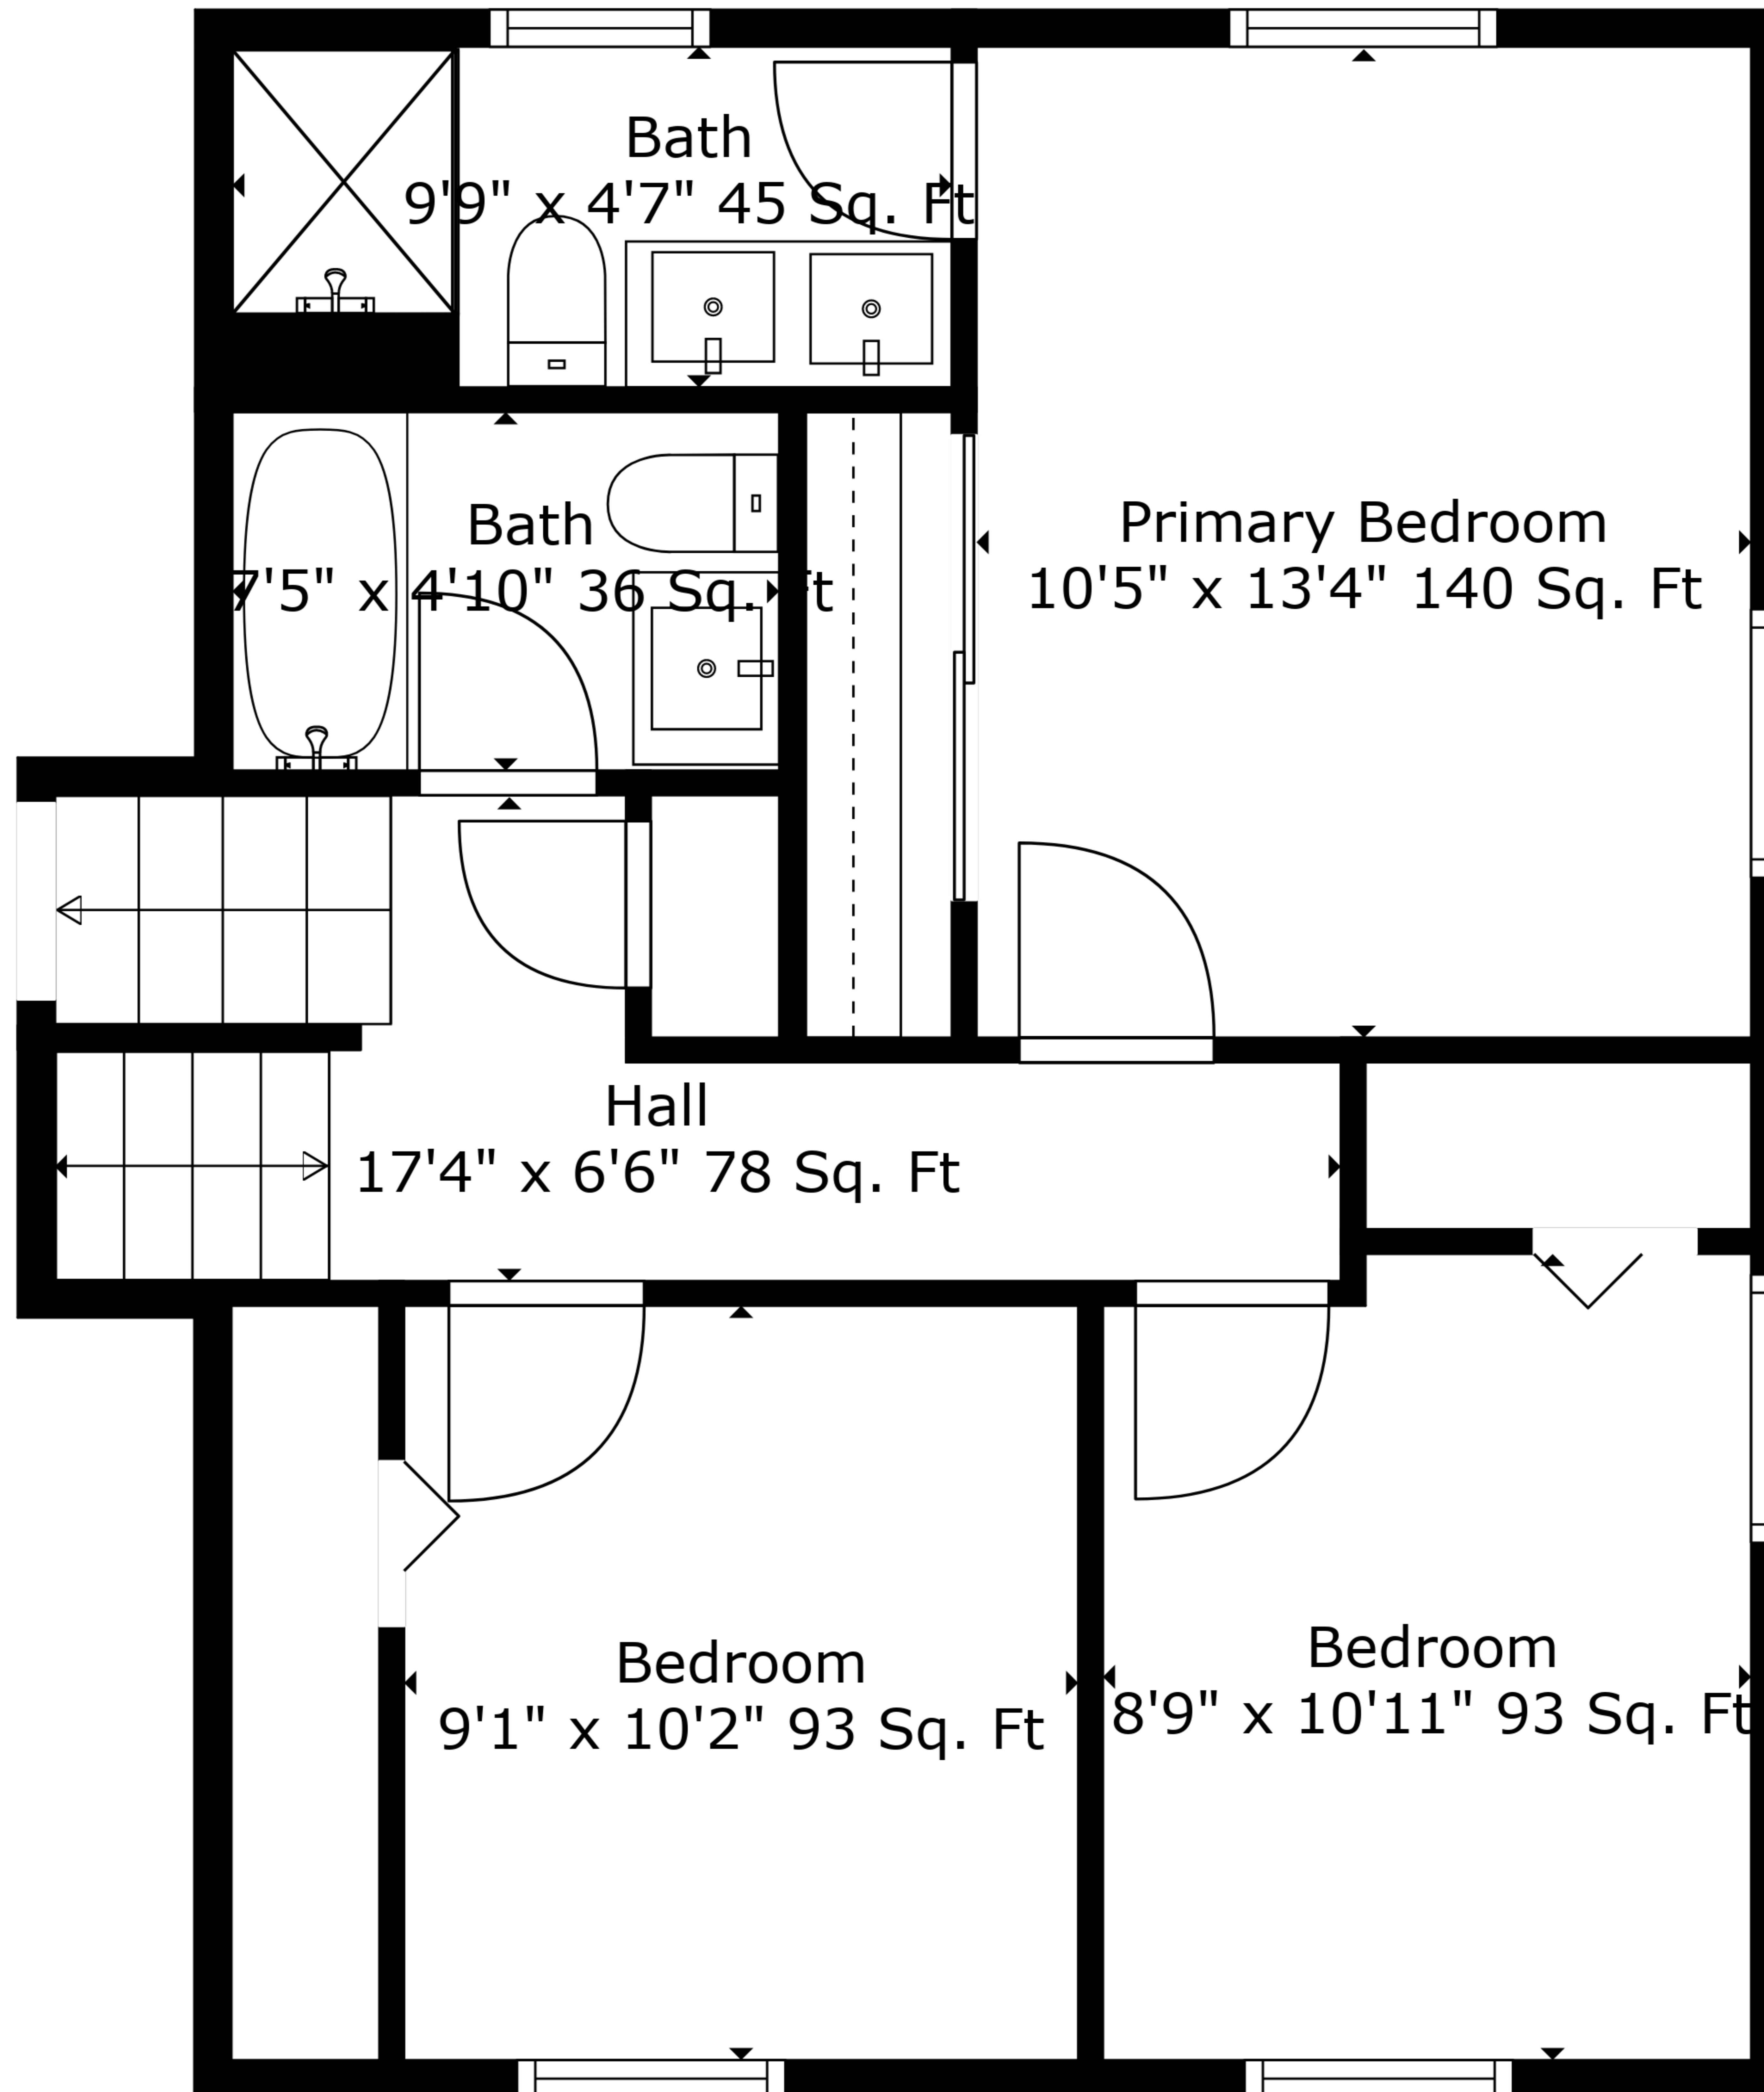 Bath
9'9" x 4'7" 45 Sq. Ft
Primary Bedroom
10'5" x 13'4" 140 Sq. Ft
Bath
7'5" x 4'10" 36 Sq. Ft
Hall
17'4" x 6'6" 78 Sq. Ft
Bedroom
9'1" x 10'2" 93 Sq. Ft
Bedroom
8'9" x 10'11" 93 Sq. Ft